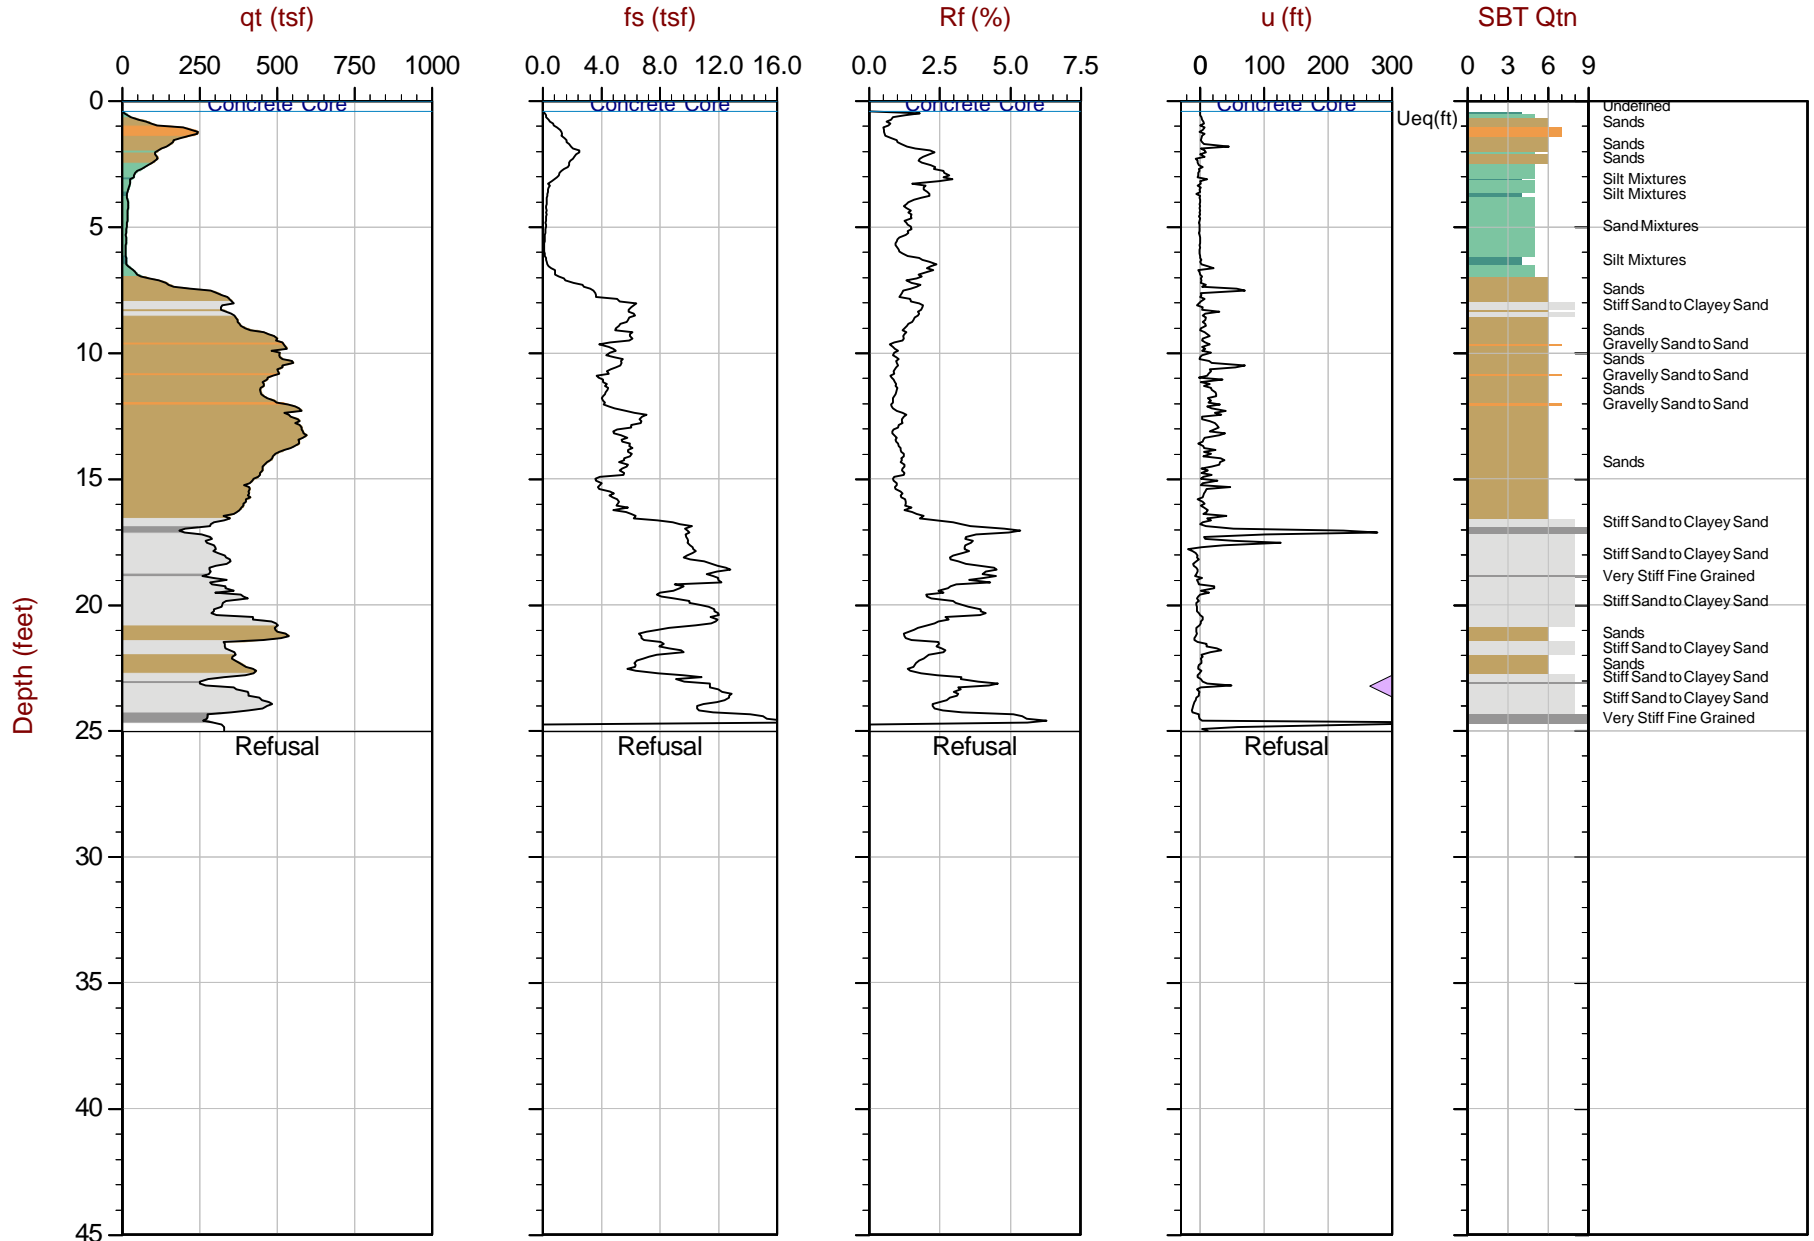 qt (tsf) fs (tsf) Rf (%) u (ft) SBT Qtn
0 250 500 750 1000 0.0 4.0 8.0 12.0 16.0 0.0 2.5 5.0 7.5 0 100 200 300 0 3 6 9
0
Concrete Core Concrete Core Concrete Core Concrete Core
Undefined
Ueq(ft)
Sands
Sands
Sands
Silt Mixtures
Silt Mixtures
5
Sand Mixtures
Silt Mixtures
Sands
Stiff Sand to Clayey Sand
Sands
Gravelly Sand to Sand
10
Sands
Gravelly Sand to Sand
Sands
Gravelly Sand to Sand
Sands
15
Stiff Sand to Clayey Sand
Stiff Sand to Clayey Sand
Very Stiff Fine Grained
20
Stiff Sand to Clayey Sand
Sands
Stiff Sand to Clayey Sand
Sands
Stiff Sand to Clayey Sand
Stiff Sand to Clayey Sand
Very Stiff Fine Grained
Depth (feet)
25
Refusal Refusal Refusal Refusal
30
35
40
45